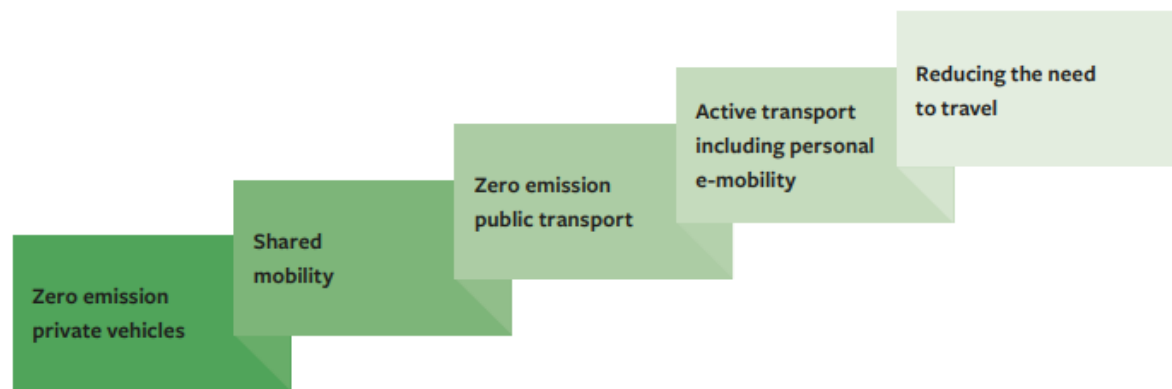 Zero emission
private vehicles
Shared
mobility
Zero emission
public transport
Active transport
including personal
e-mobility
Reducing the need
to travel